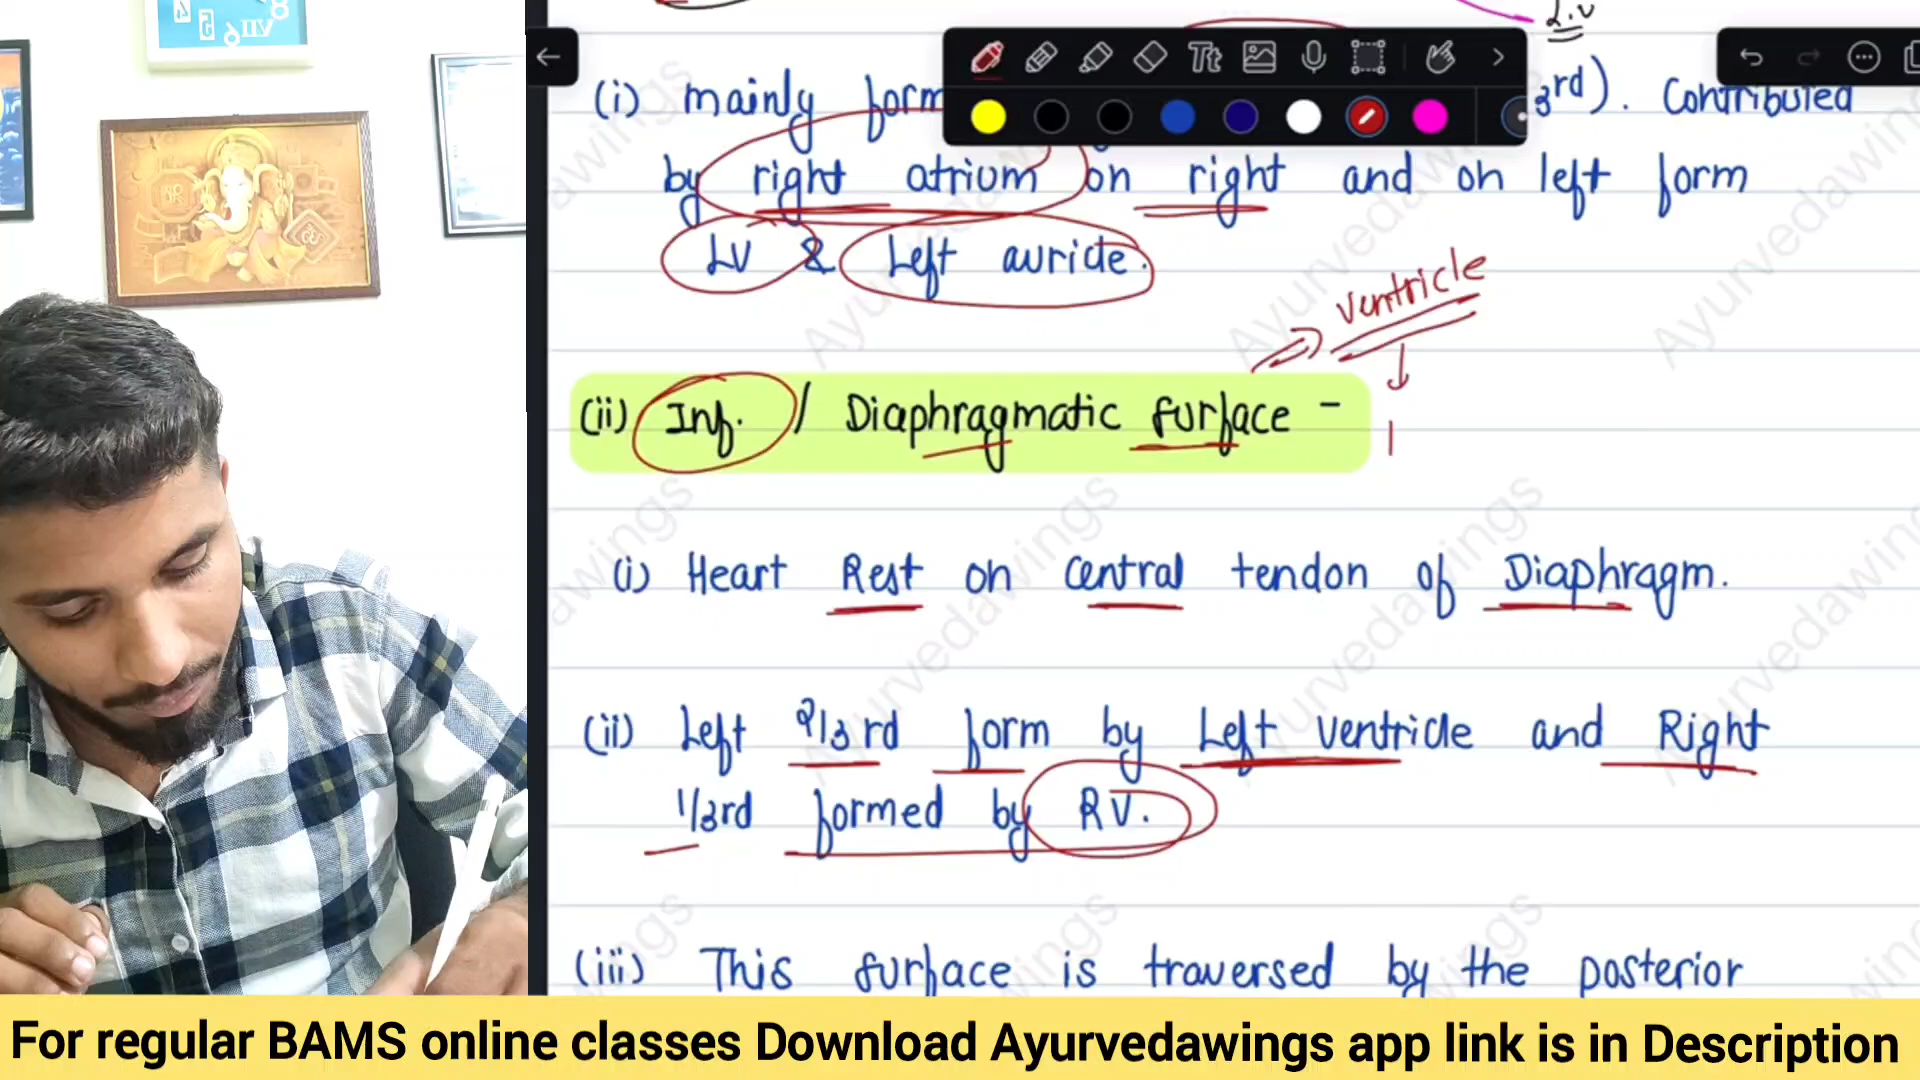 L.V
(i) mainly form 3rd). Contributed
by right atrium on right and on left form
LV & Left auricle.
ventricle
(ii) Inf. / Diaphragmatic surface -
(i) Heart Rest on central tendon of Diaphragm.
(ii) Left 2/3rd form by Left ventricle and Right
1/3rd formed by RV.
(iii) This surface is traversed by the posterior
For regular BAMS online classes Download Ayurvedawings app link is in Description